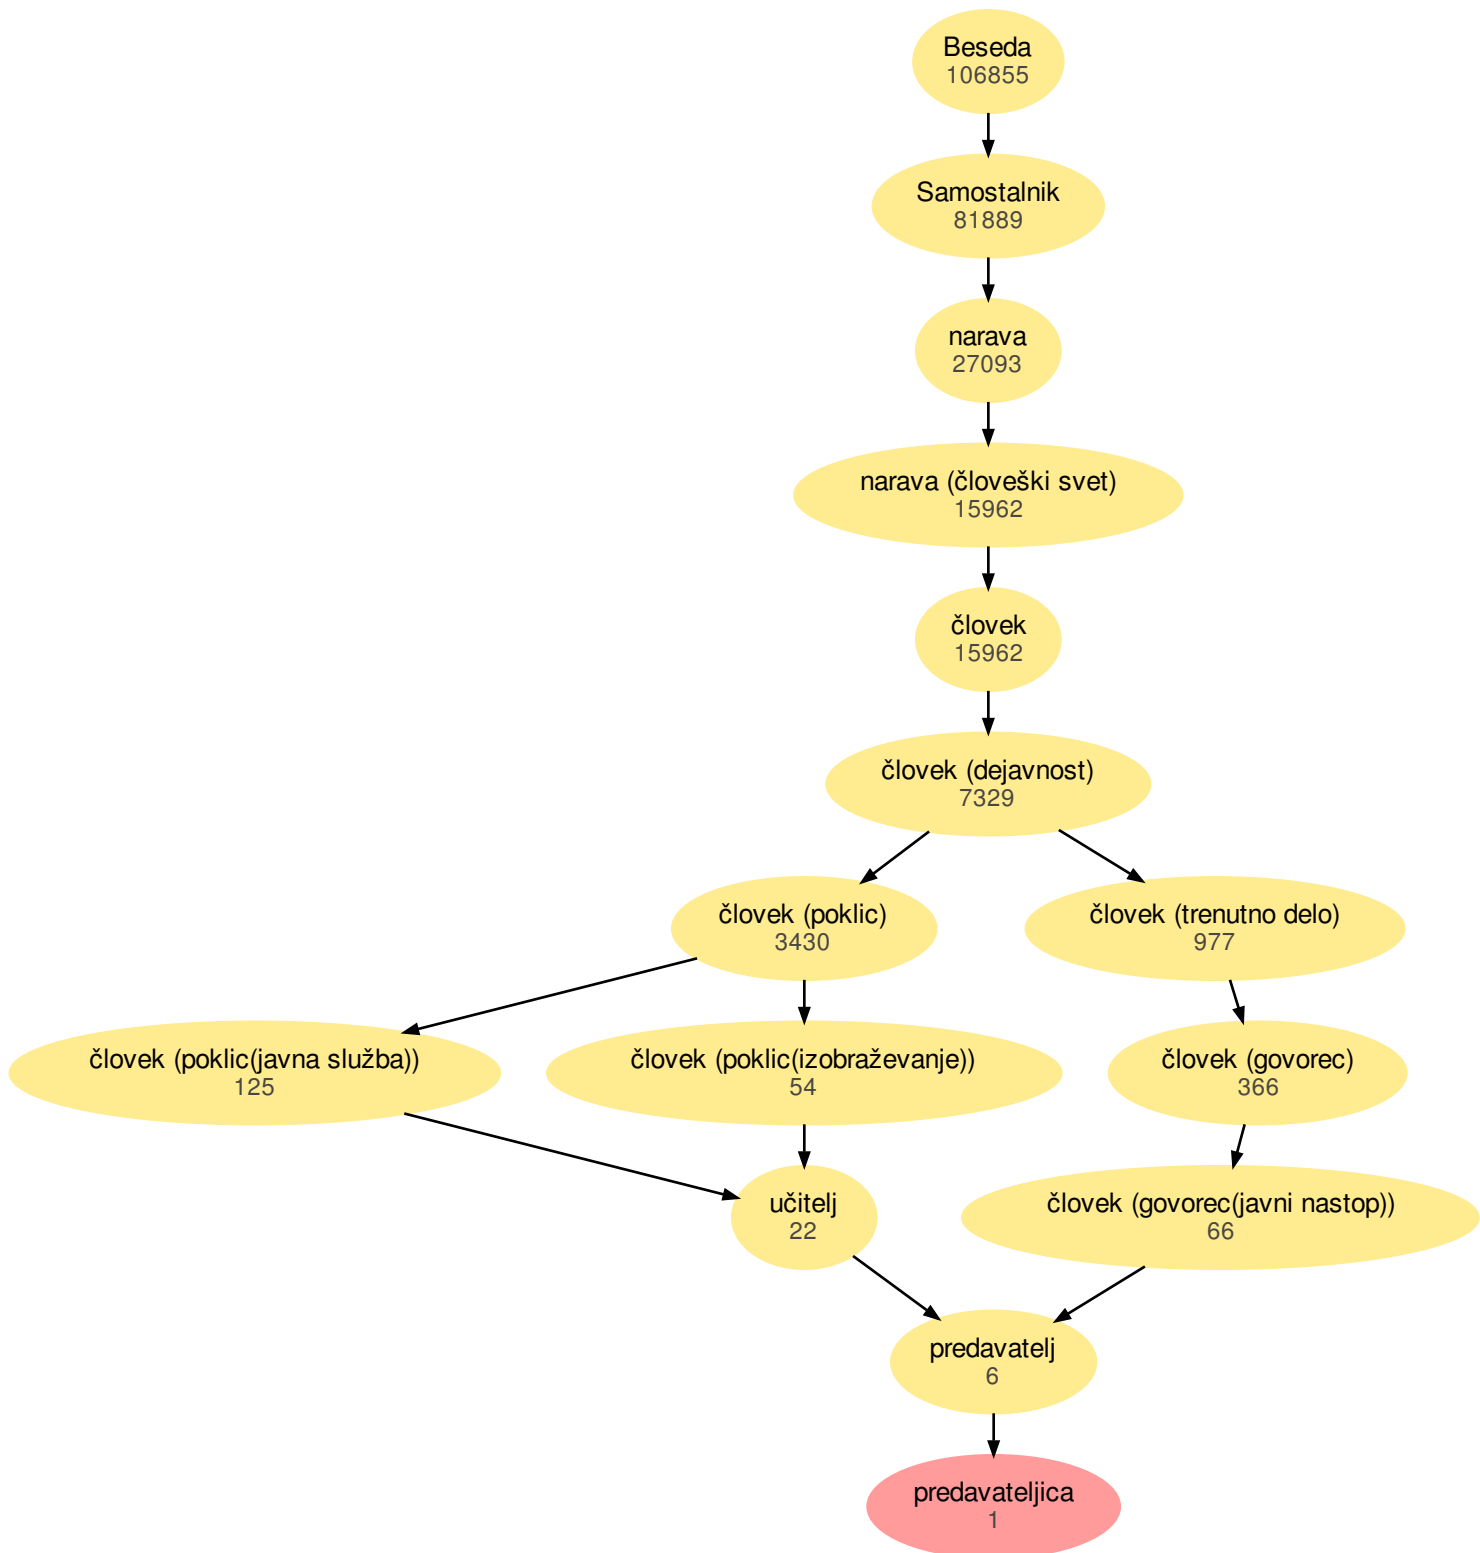 Beseda
106855
Samostalnik
81889
narava
27093
narava (človeški svet)
15962
človek
15962
človek (dejavnost)
7329
človek (poklic)
3430
človek (trenutno delo)
977
človek (poklic(javna služba))
125
človek (poklic(izobraževanje))
54
človek (govorec)
366
učitelj
22
človek (govorec(javni nastop))
66
predavatelj
6
predavateljica
1